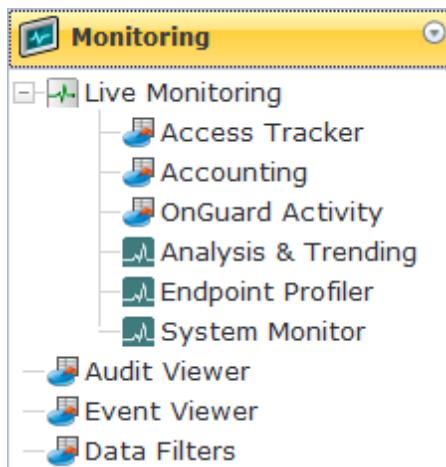 Monitoring
Live Monitoring
Access Tracker
Accounting
OnGuard Activity
Analysis & Trending
Endpoint Profiler
System Monitor
Audit Viewer
Event Viewer
Data Filters